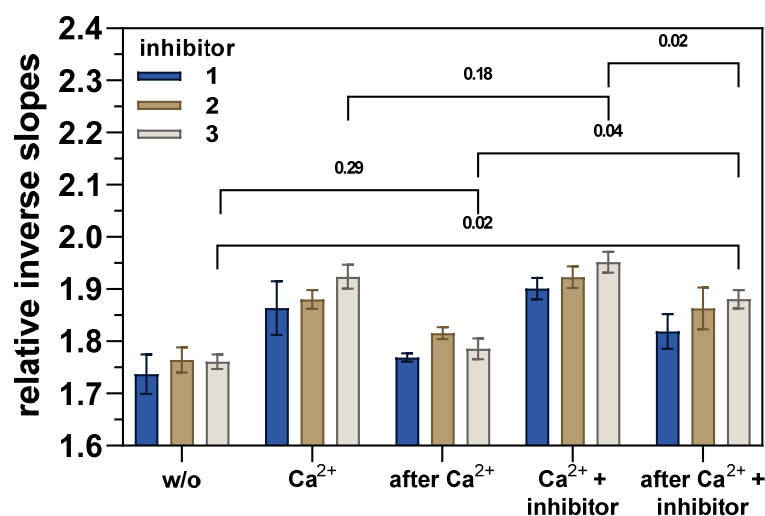 relative inverse slopes
2.4
2.3
2.2
2.1
2.0
1.9
1.8
1.7
1.6
inhibitor
1
2
3
0.02
0.18
0.04
0.29
0.02
w/o
Ca²⁺
after Ca²⁺
Ca²⁺ +
inhibitor
after Ca²⁺ +
inhibitor